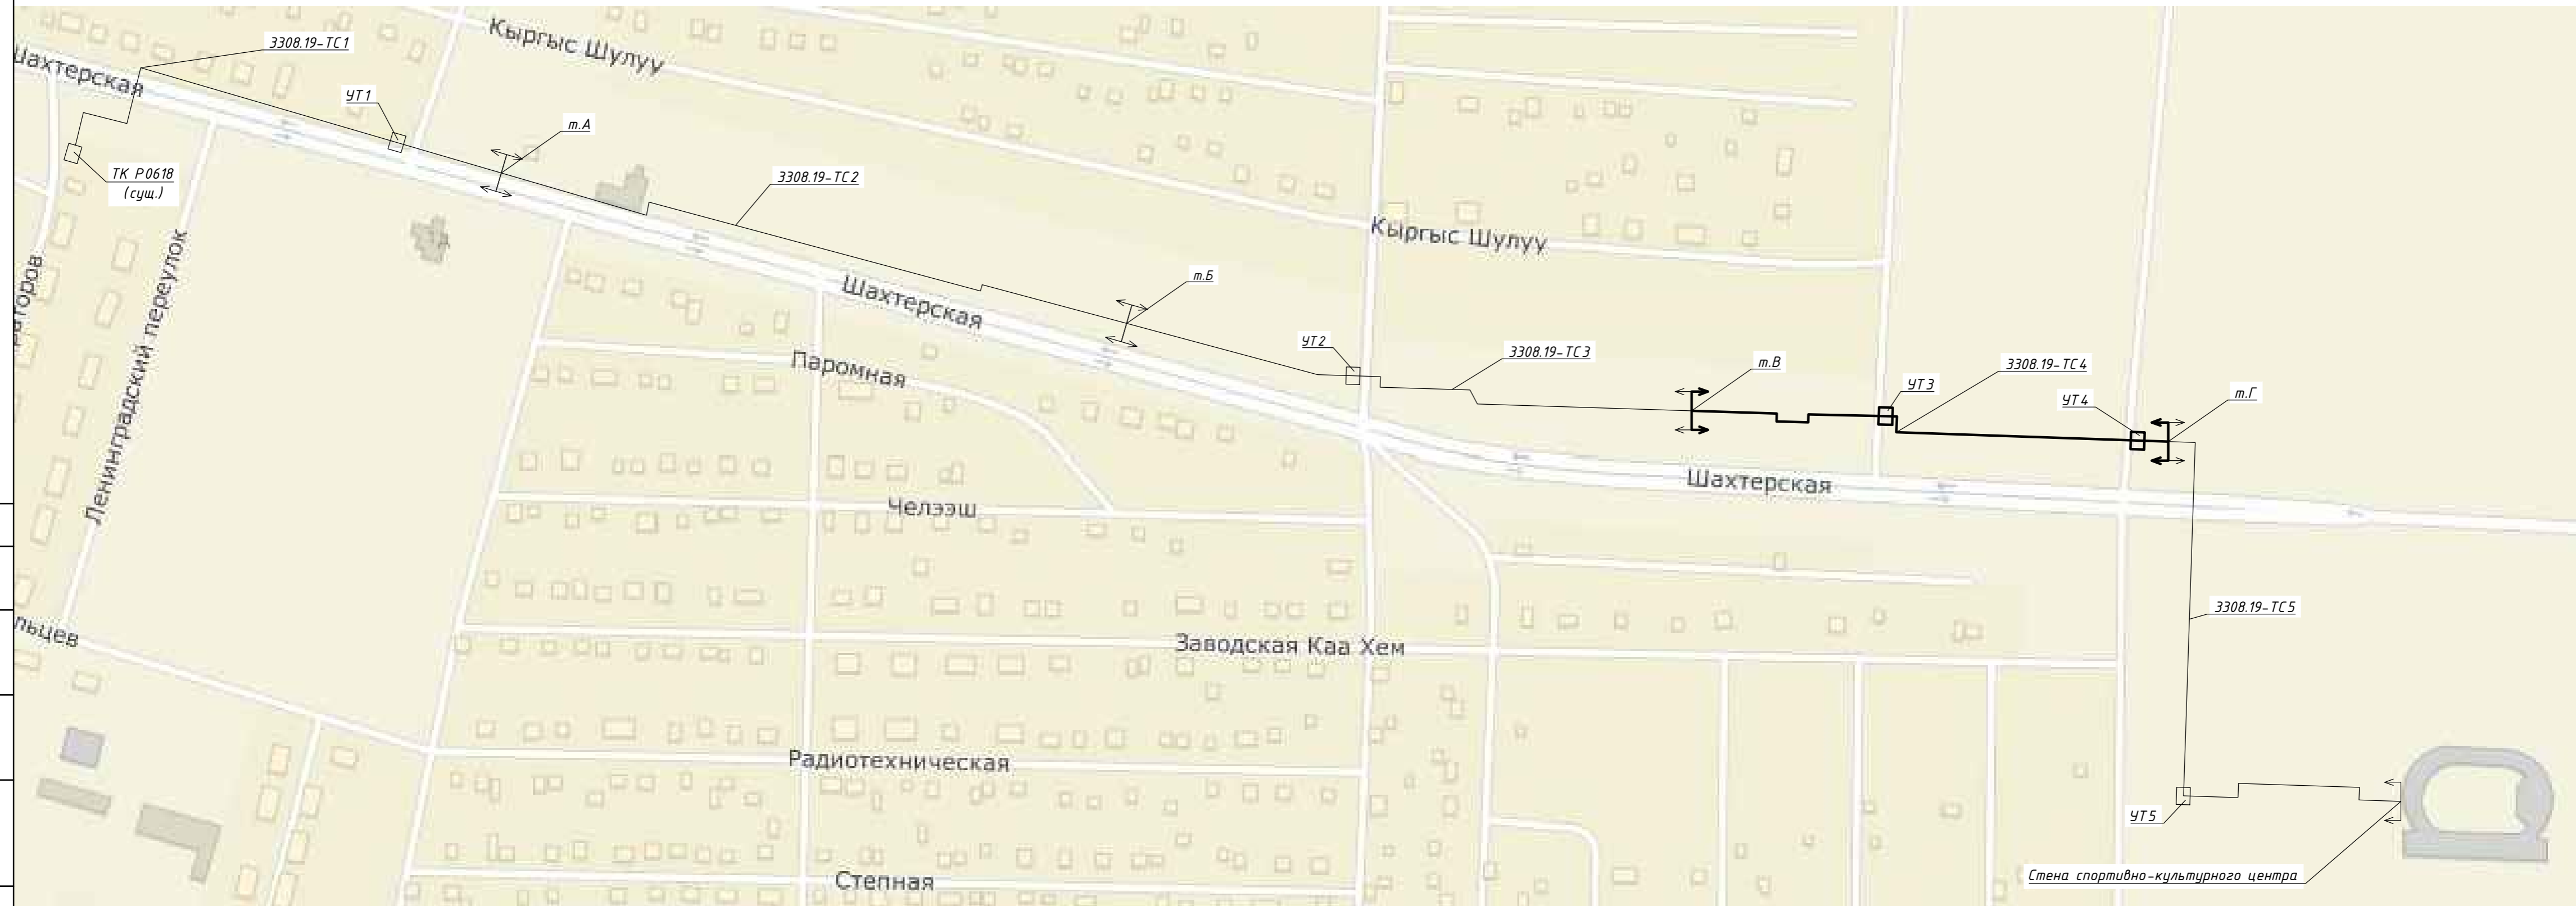 Кыргыс Шулуу
3308.19-ТС1
Шахтерская
УТ1
т.А
ТК Р0618
(сущ.)
3308.19-ТС2
Ленинградский переулок
Кыргыс Шулуу
т.Б
Шахтерская
УТ2
3308.19-ТС3
т.В
3308.19-ТС4
УТ3
УТ4
т.Г
Паромная
Шахтерская
Челээш
3308.19-ТС5
Заводская Каа Хем
Радиотехническая
УТ5
Стена спортивно-культурного центра
Степная